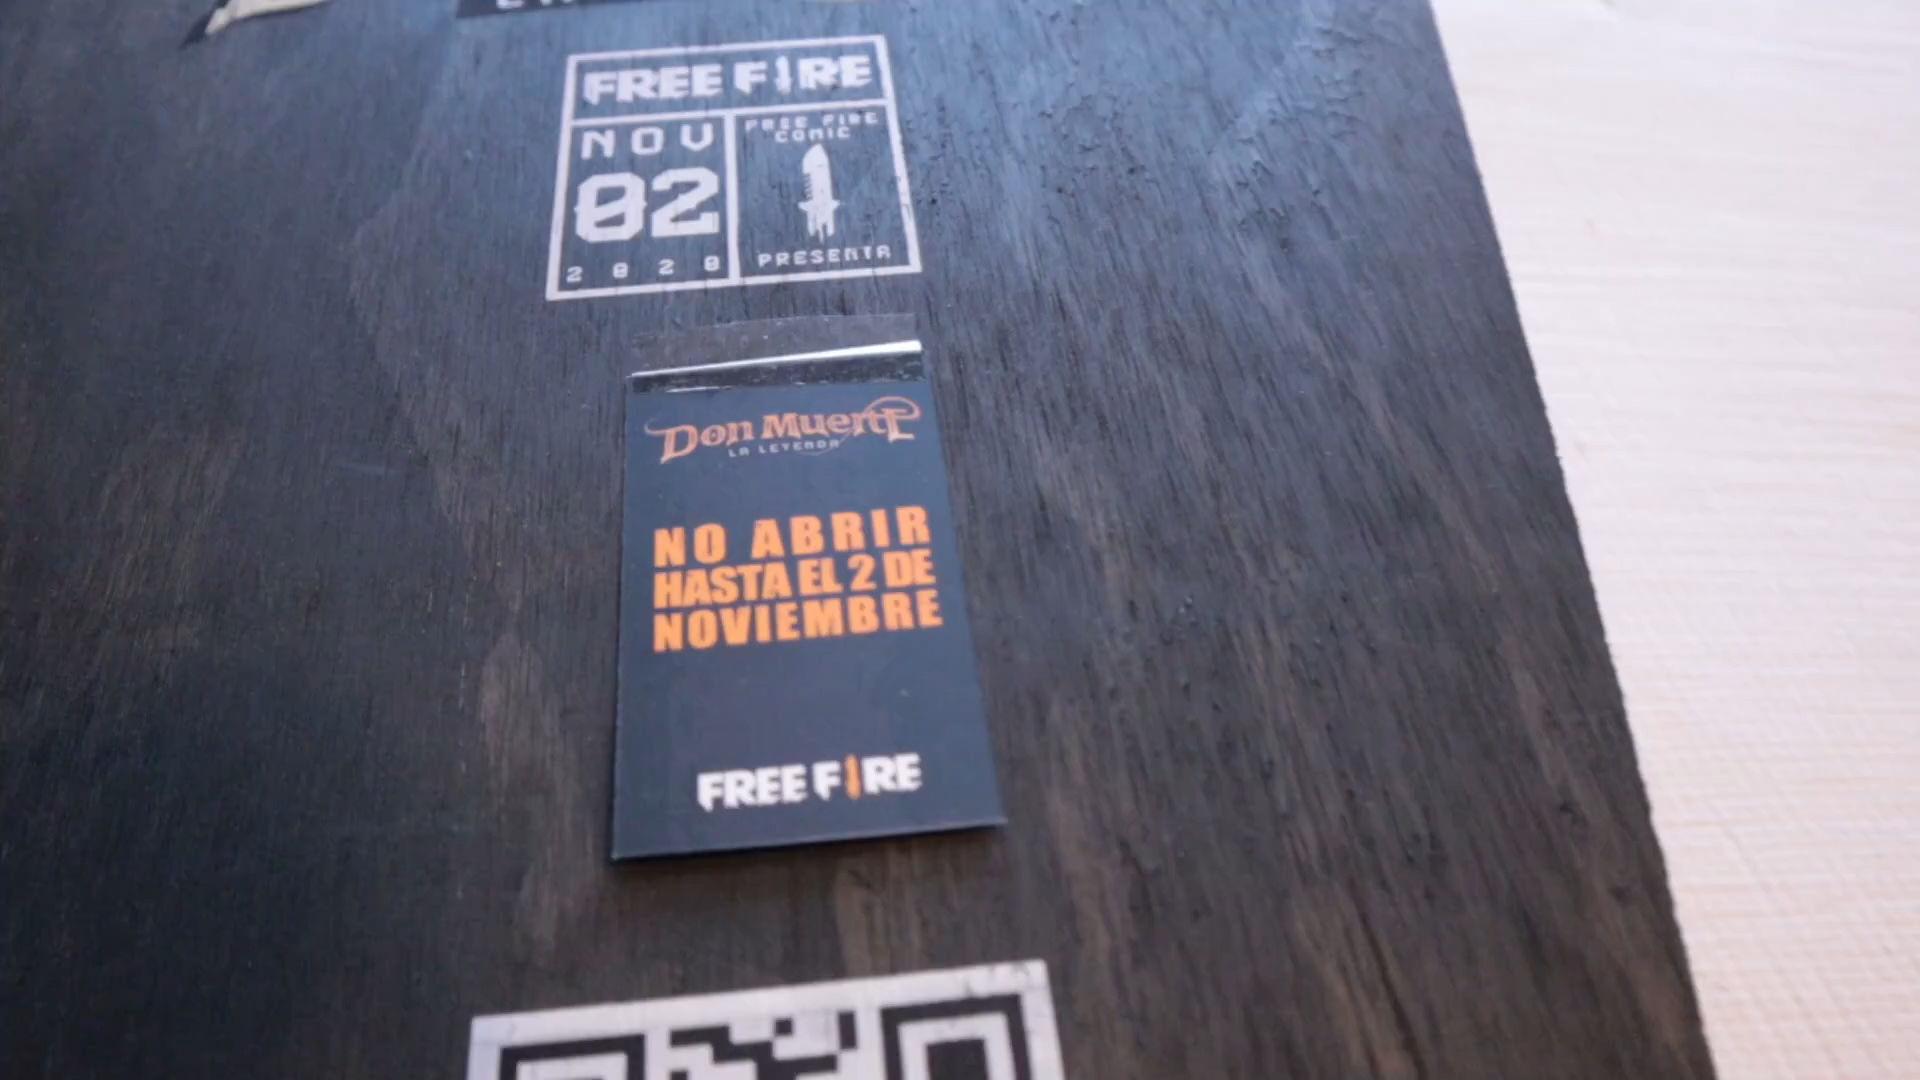 FREE FIRE
NOV
02
2020
FREE FIRE
COMIC
PRESENTA
Don Muerte
LA LEYENDA
NO ABRIR
HASTA EL 2 DE
NOVIEMBRE
FREE FIRE